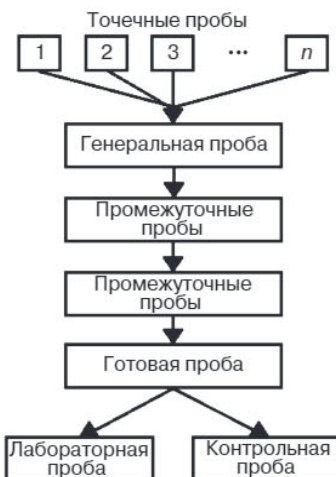 Точечные пробы
1 2 3 ... n
Генеральная проба
Промежуточные
пробы
Промежуточные
пробы
Готовая проба
Лабораторная
проба
Контрольная
проба